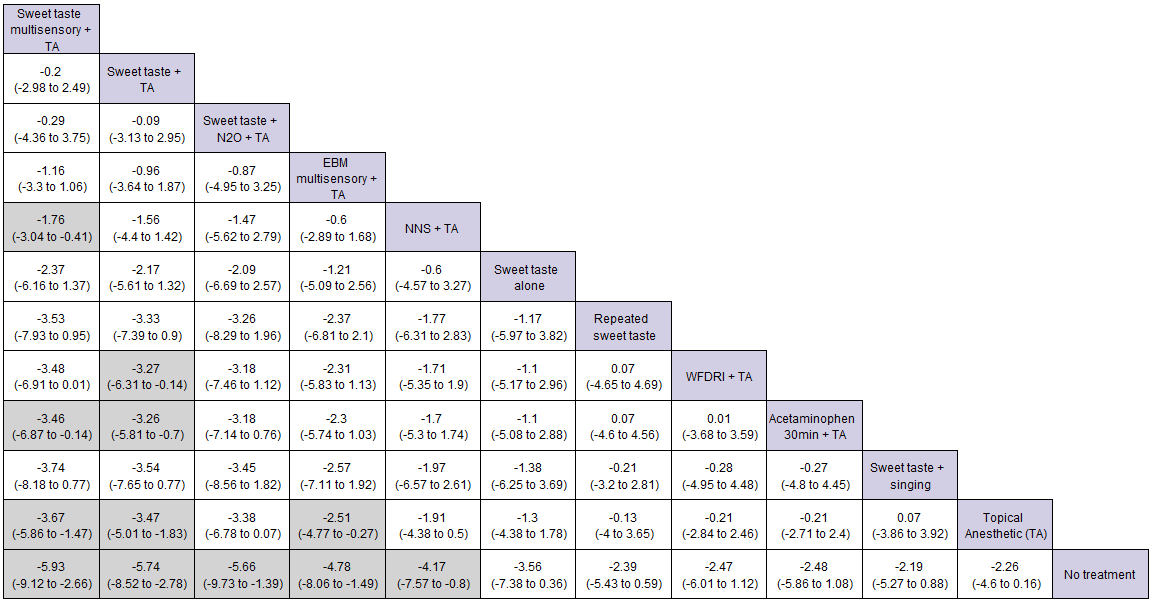 Sweet taste
multisensory +
TA
-0.2
(-2.98 to 2.49)
Sweet taste +
TA
-0.29
(-4.36 to 3.75)
-0.09
(-3.13 to 2.95)
Sweet taste +
N2O + TA
-1.16
(-3.3 to 1.06)
-0.96
(-3.64 to 1.87)
-0.87
(-4.95 to 3.25)
EBM
multisensory +
TA
-1.76
(-3.04 to -0.41)
-1.56
(-4.4 to 1.42)
-1.47
(-5.62 to 2.79)
-0.6
(-2.89 to 1.68)
NNS + TA
-2.37
(-6.16 to 1.37)
-2.17
(-5.61 to 1.32)
-2.09
(-6.69 to 2.57)
-1.21
(-5.09 to 2.56)
-0.6
(-4.57 to 3.27)
Sweet taste
alone
-3.53
(-7.93 to 0.95)
-3.33
(-7.39 to 0.9)
-3.26
(-8.29 to 1.96)
-2.37
(-6.81 to 2.1)
-1.77
(-6.31 to 2.83)
-1.17
(-5.97 to 3.82)
Repeated
sweet taste
-3.48
(-6.91 to 0.01)
-3.27
(-6.31 to -0.14)
-3.18
(-7.46 to 1.12)
-2.31
(-5.83 to 1.13)
-1.71
(-5.35 to 1.9)
-1.1
(-5.17 to 2.96)
0.07
(-4.65 to 4.69)
WFDRI + TA
-3.46
(-6.87 to -0.14)
-3.26
(-5.81 to -0.7)
-3.18
(-7.14 to 0.76)
-2.3
(-5.74 to 1.03)
-1.7
(-5.3 to 1.74)
-1.1
(-5.08 to 2.88)
0.07
(-4.6 to 4.56)
0.01
(-3.68 to 3.59)
Acetaminophen
30min + TA
-3.74
(-8.18 to 0.77)
-3.54
(-7.65 to 0.77)
-3.45
(-8.56 to 1.82)
-2.57
(-7.11 to 1.92)
-1.97
(-6.57 to 2.61)
-1.38
(-6.25 to 3.69)
-0.21
(-3.2 to 2.81)
-0.28
(-4.95 to 4.48)
-0.27
(-4.8 to 4.45)
Sweet taste +
singing
-3.67
(-5.86 to -1.47)
-3.47
(-5.01 to -1.83)
-3.38
(-6.78 to 0.07)
-2.51
(-4.77 to -0.27)
-1.91
(-4.38 to 0.5)
-1.3
(-4.38 to 1.78)
-0.13
(-4 to 3.65)
-0.21
(-2.84 to 2.46)
-0.21
(-2.71 to 2.4)
0.07
(-3.86 to 3.92)
Topical
Anesthetic (TA)
-5.93
(-9.12 to -2.66)
-5.74
(-8.52 to -2.78)
-5.66
(-9.73 to -1.39)
-4.78
(-8.06 to -1.49)
-4.17
(-7.57 to -0.8)
-3.56
(-7.38 to 0.36)
-2.39
(-5.43 to 0.59)
-2.47
(-6.01 to 1.12)
-2.48
(-5.86 to 1.08)
-2.19
(-5.27 to 0.88)
-2.26
(-4.6 to 0.16)
No treatment